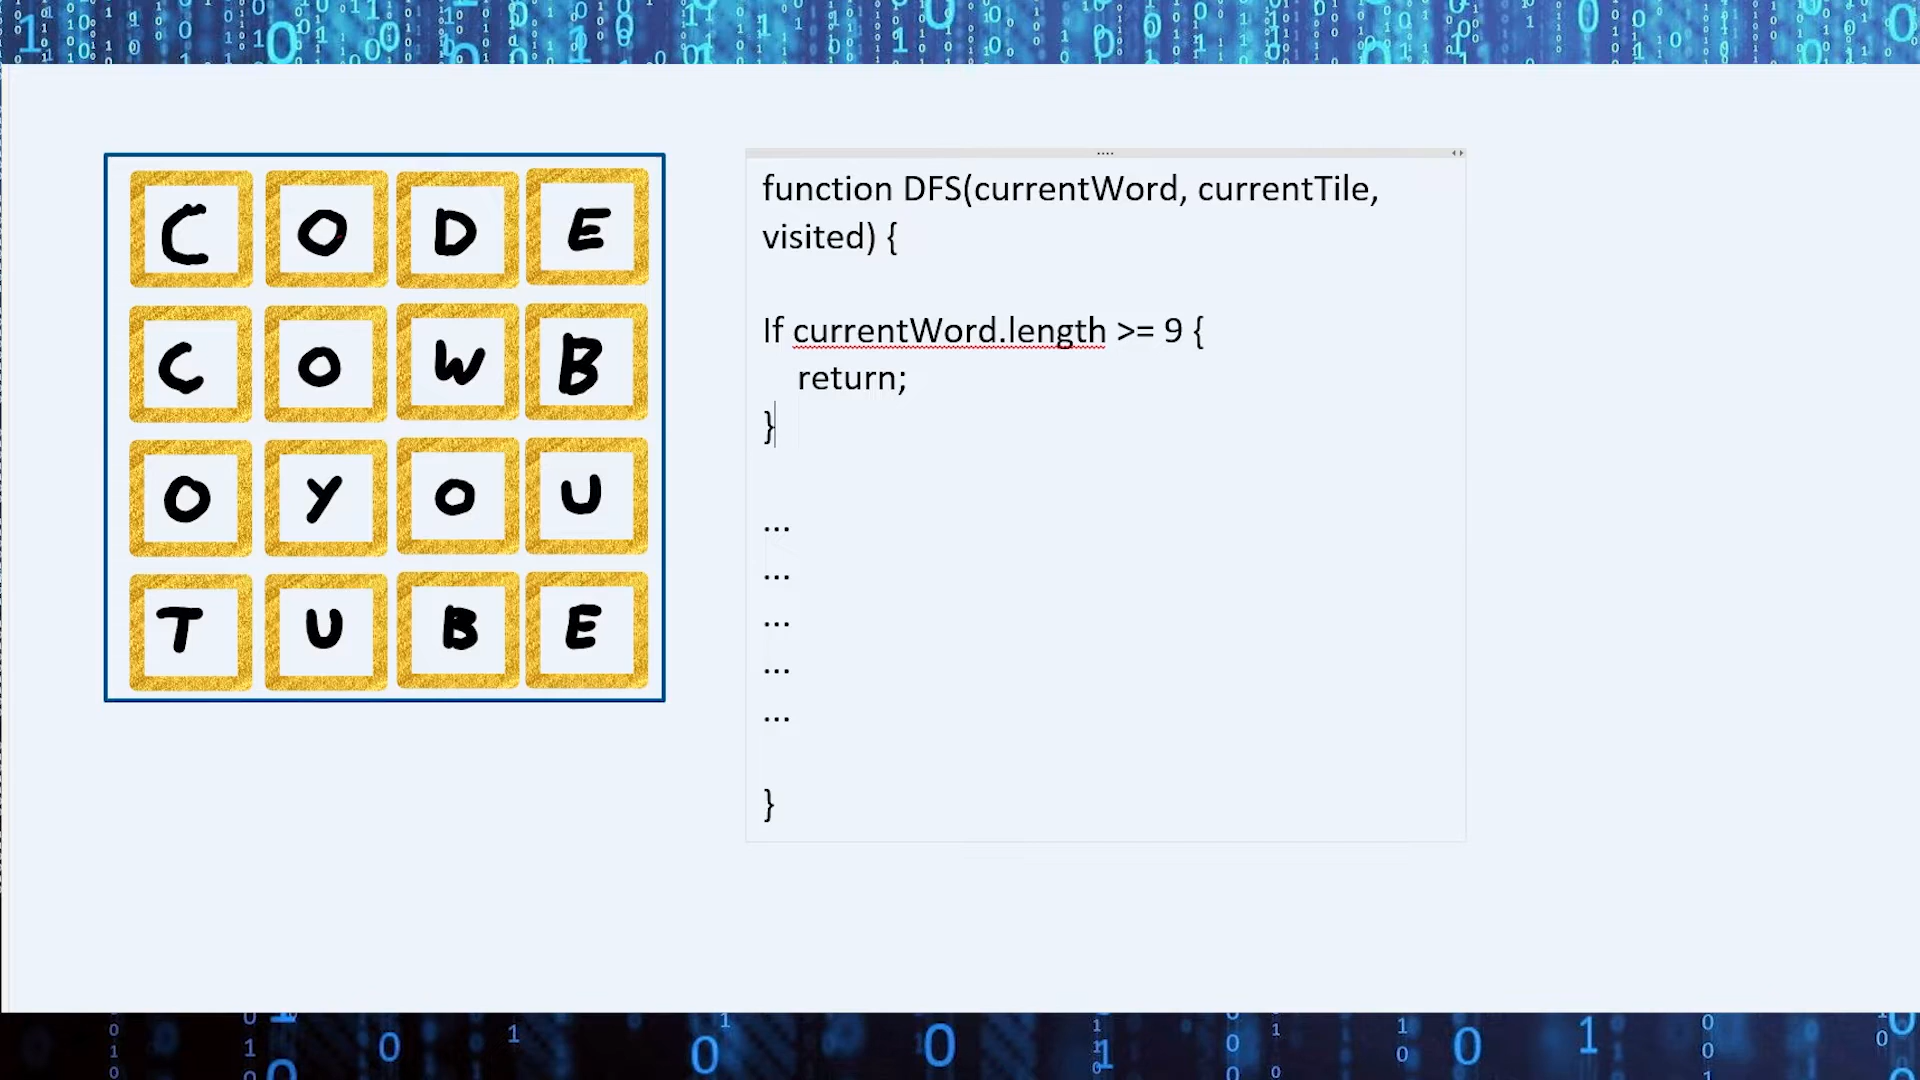 C O D E
C O W B
O Y O U
T U B E
function DFS(currentWord, currentTile,
visited) {
If currentWord.length >= 9 {
return;
}
...
...
...
...
...
}